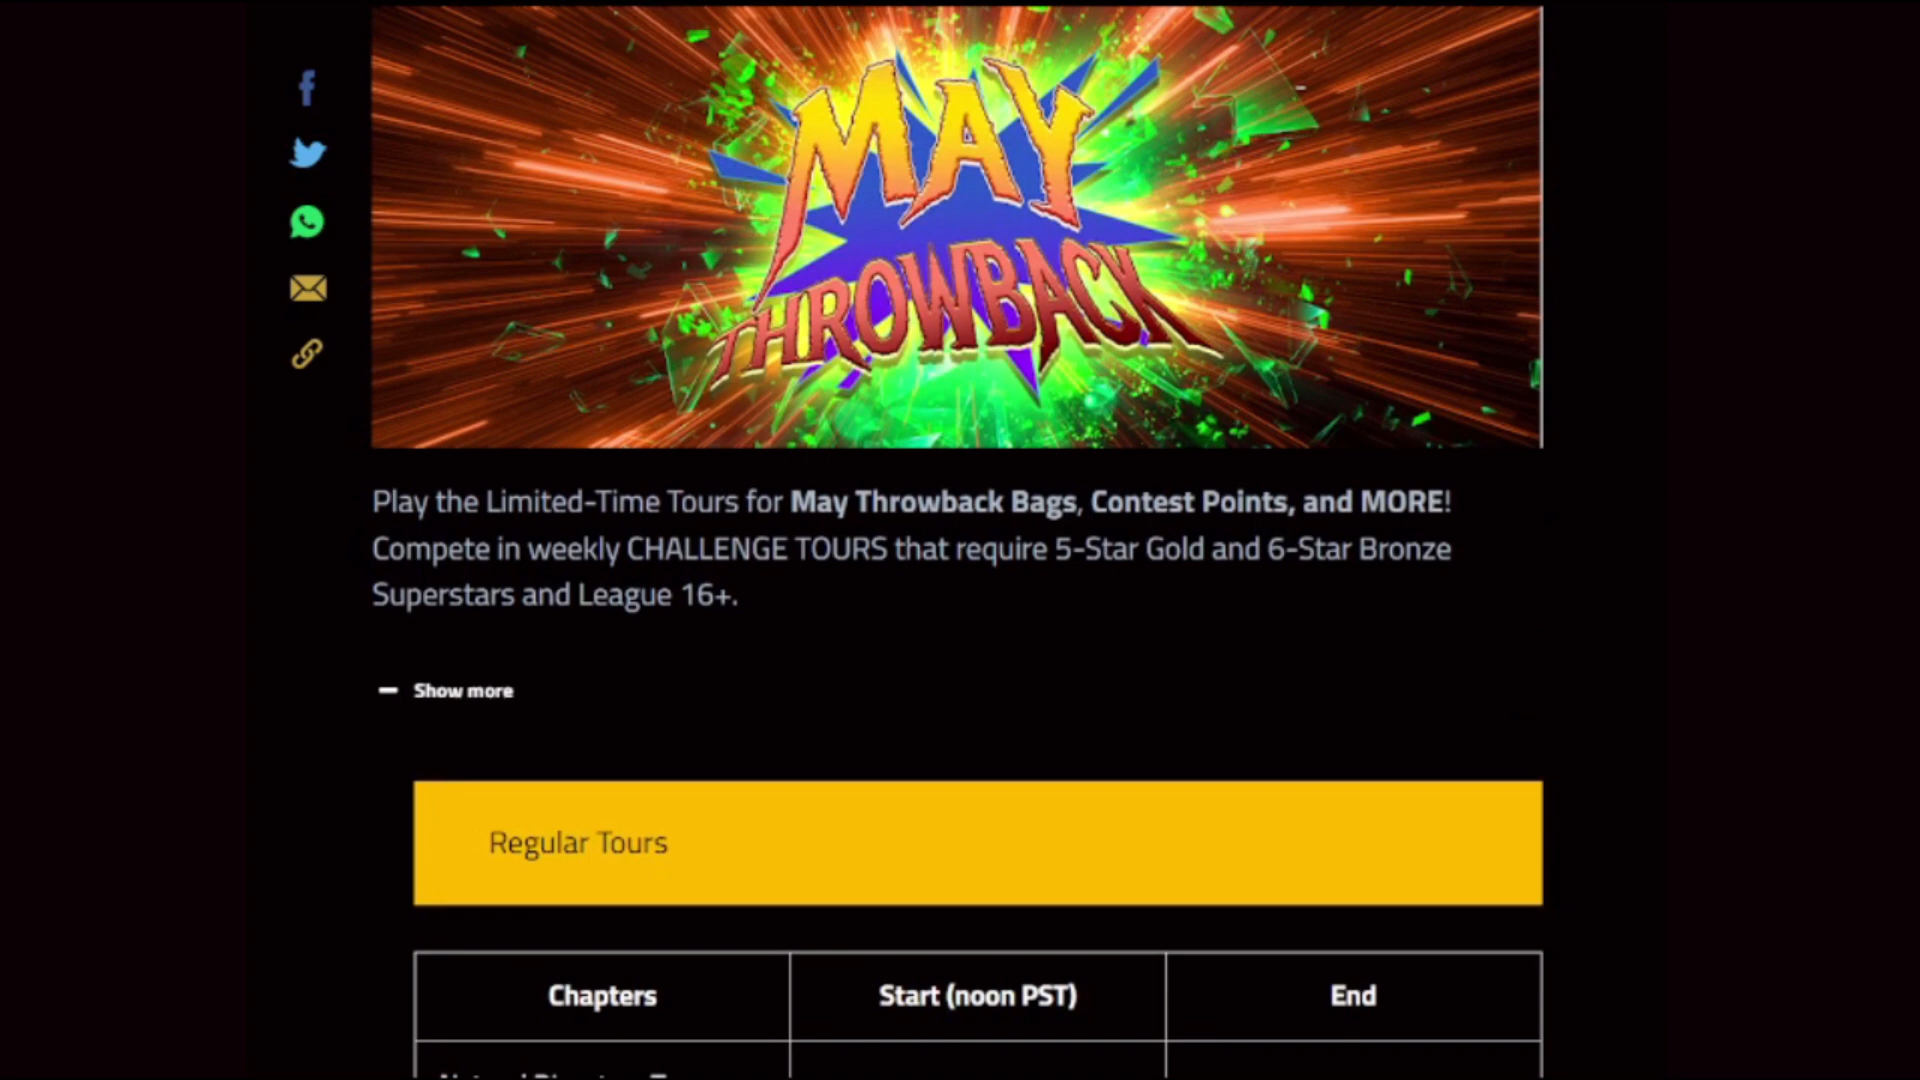 MAY
THROWBACK
Play the Limited-Time Tours for May Throwback Bags, Contest Points, and MORE!
Compete in weekly CHALLENGE TOURS that require 5-Star Gold and 6-Star Bronze
Superstars and League 16+.
Show more
Regular Tours
Chapters Start (noon PST) End